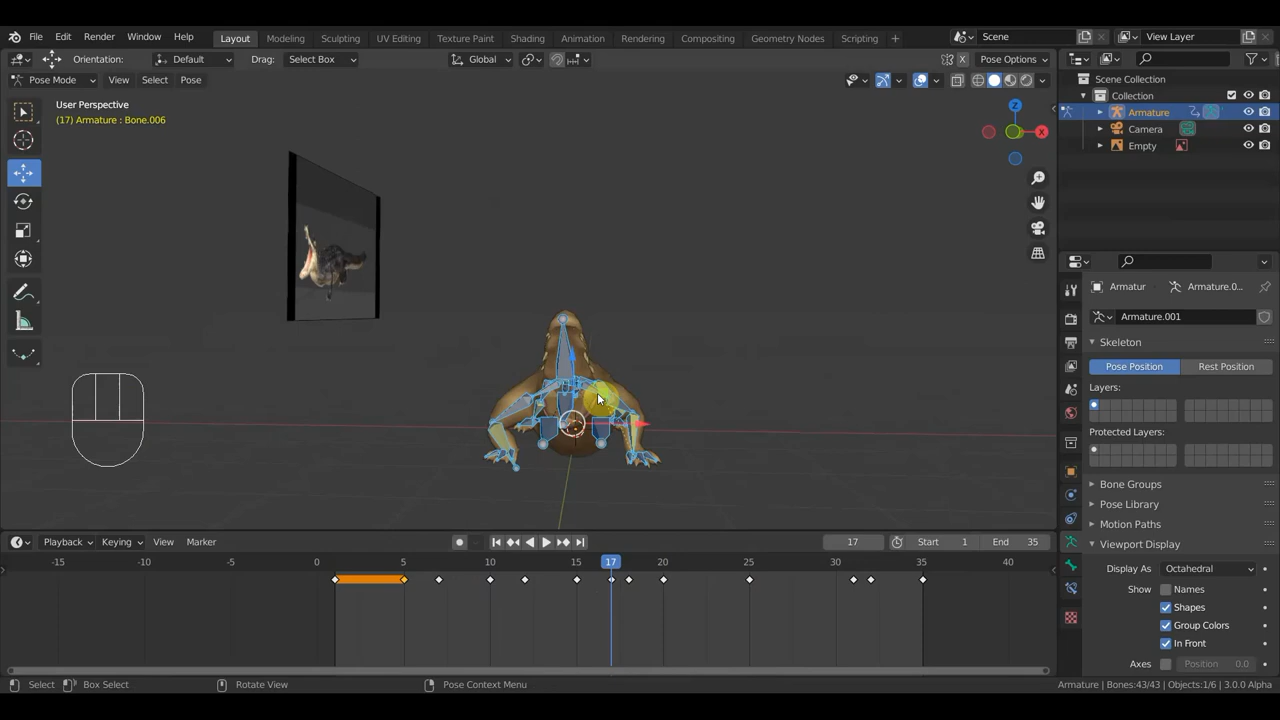 File Edit Render Window Help Layout Modeling Sculpting UV Editing Texture Paint Shading Animation Rendering Compositing Geometry Nodes Scripting + Scene View Layer
Orientation: Default Drag: Select Box Global X Pose Options
Pose Mode View Select Pose
User Perspective
(17) Armature : Bone.006
Z
X
Scene Collection
Collection
Armature
Camera
Empty
Armatur Armature.0...
Armature.001
Skeleton
Pose Position Rest Position
Layers:
Protected Layers:
Bone Groups
Pose Library
Motion Paths
Viewport Display
Display As Octahedral
Show Names
Shapes
Group Colors
In Front
Axes Position 0.0
Playback Keying View Marker 17 Start 1 End 35
-15 -10 -5 0 5 10 15 17 20 25 30 35 40
Select Box Select Rotate View Pose Context Menu Armature | Bones:43/43 | Objects:1/6 | 3.0.0 Alpha